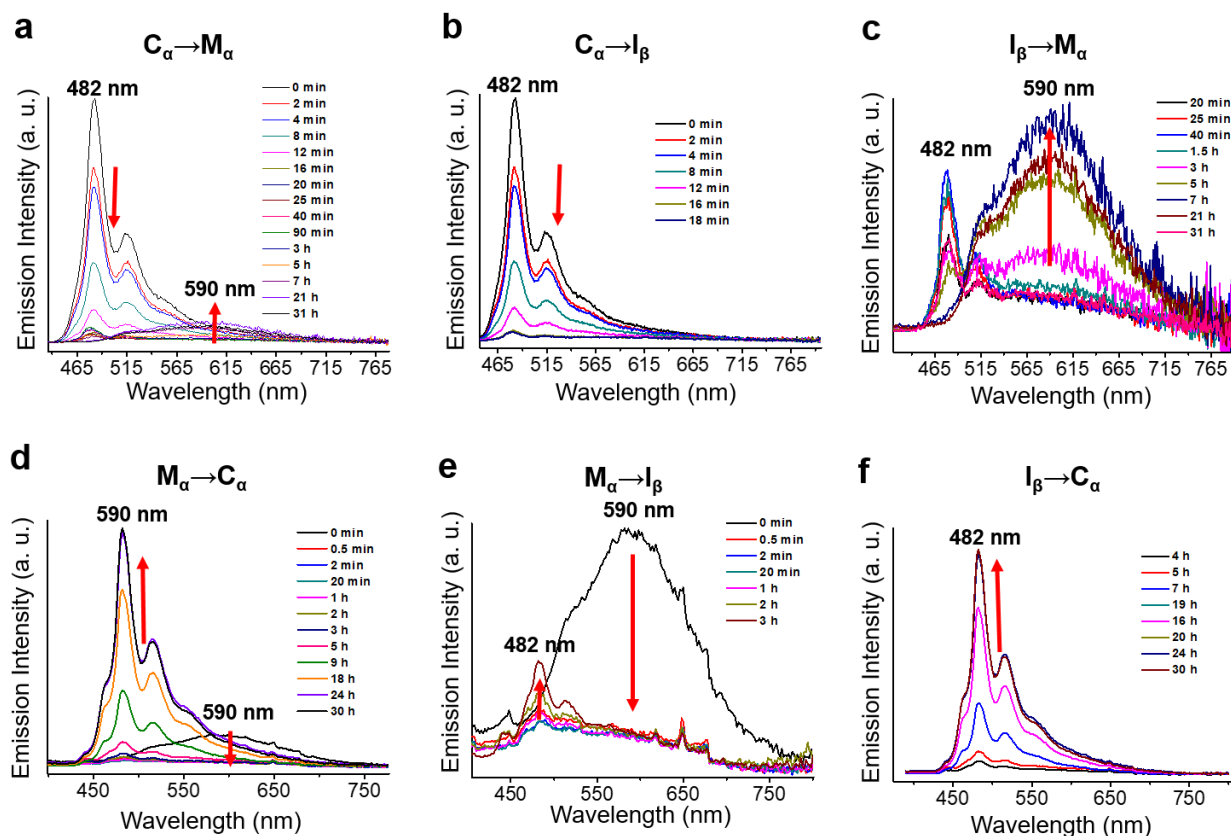 a
Cα→Mα
482 nm
590 nm
0 min
2 min
4 min
8 min
12 min
16 min
20 min
25 min
40 min
90 min
3 h
5 h
7 h
21 h
31 h
Emission Intensity (a. u.)
465 515 565 615 665 715 765
Wavelength (nm)
b
Cα→Iβ
482 nm
0 min
2 min
4 min
8 min
12 min
16 min
18 min
Emission Intensity (a. u.)
465 515 565 615 665 715 765
Wavelength (nm)
c
Iβ→Mα
590 nm
482 nm
20 min
25 min
40 min
1.5 h
3 h
5 h
7 h
21 h
31 h
Emission Intensity (a. u.)
465 515 565 615 665 715 765
Wavelength (nm)
d
Mα→Cα
590 nm
590 nm
0 min
0.5 min
2 min
20 min
1 h
2 h
3 h
5 h
9 h
18 h
24 h
30 h
Emission Intensity (a. u.)
450 550 650 750
Wavelength (nm)
e
Mα→Iβ
590 nm
482 nm
0 min
0.5 min
2 min
20 min
1 h
2 h
3 h
Emission Intensity (a. u.)
450 500 550 600 650 700 750 800
Wavelength (nm)
f
Iβ→Cα
482 nm
4 h
5 h
7 h
19 h
16 h
20 h
24 h
30 h
Emission Intensity (a. u.)
400 450 500 550 600 650 700 750 800
Wavelength (nm)